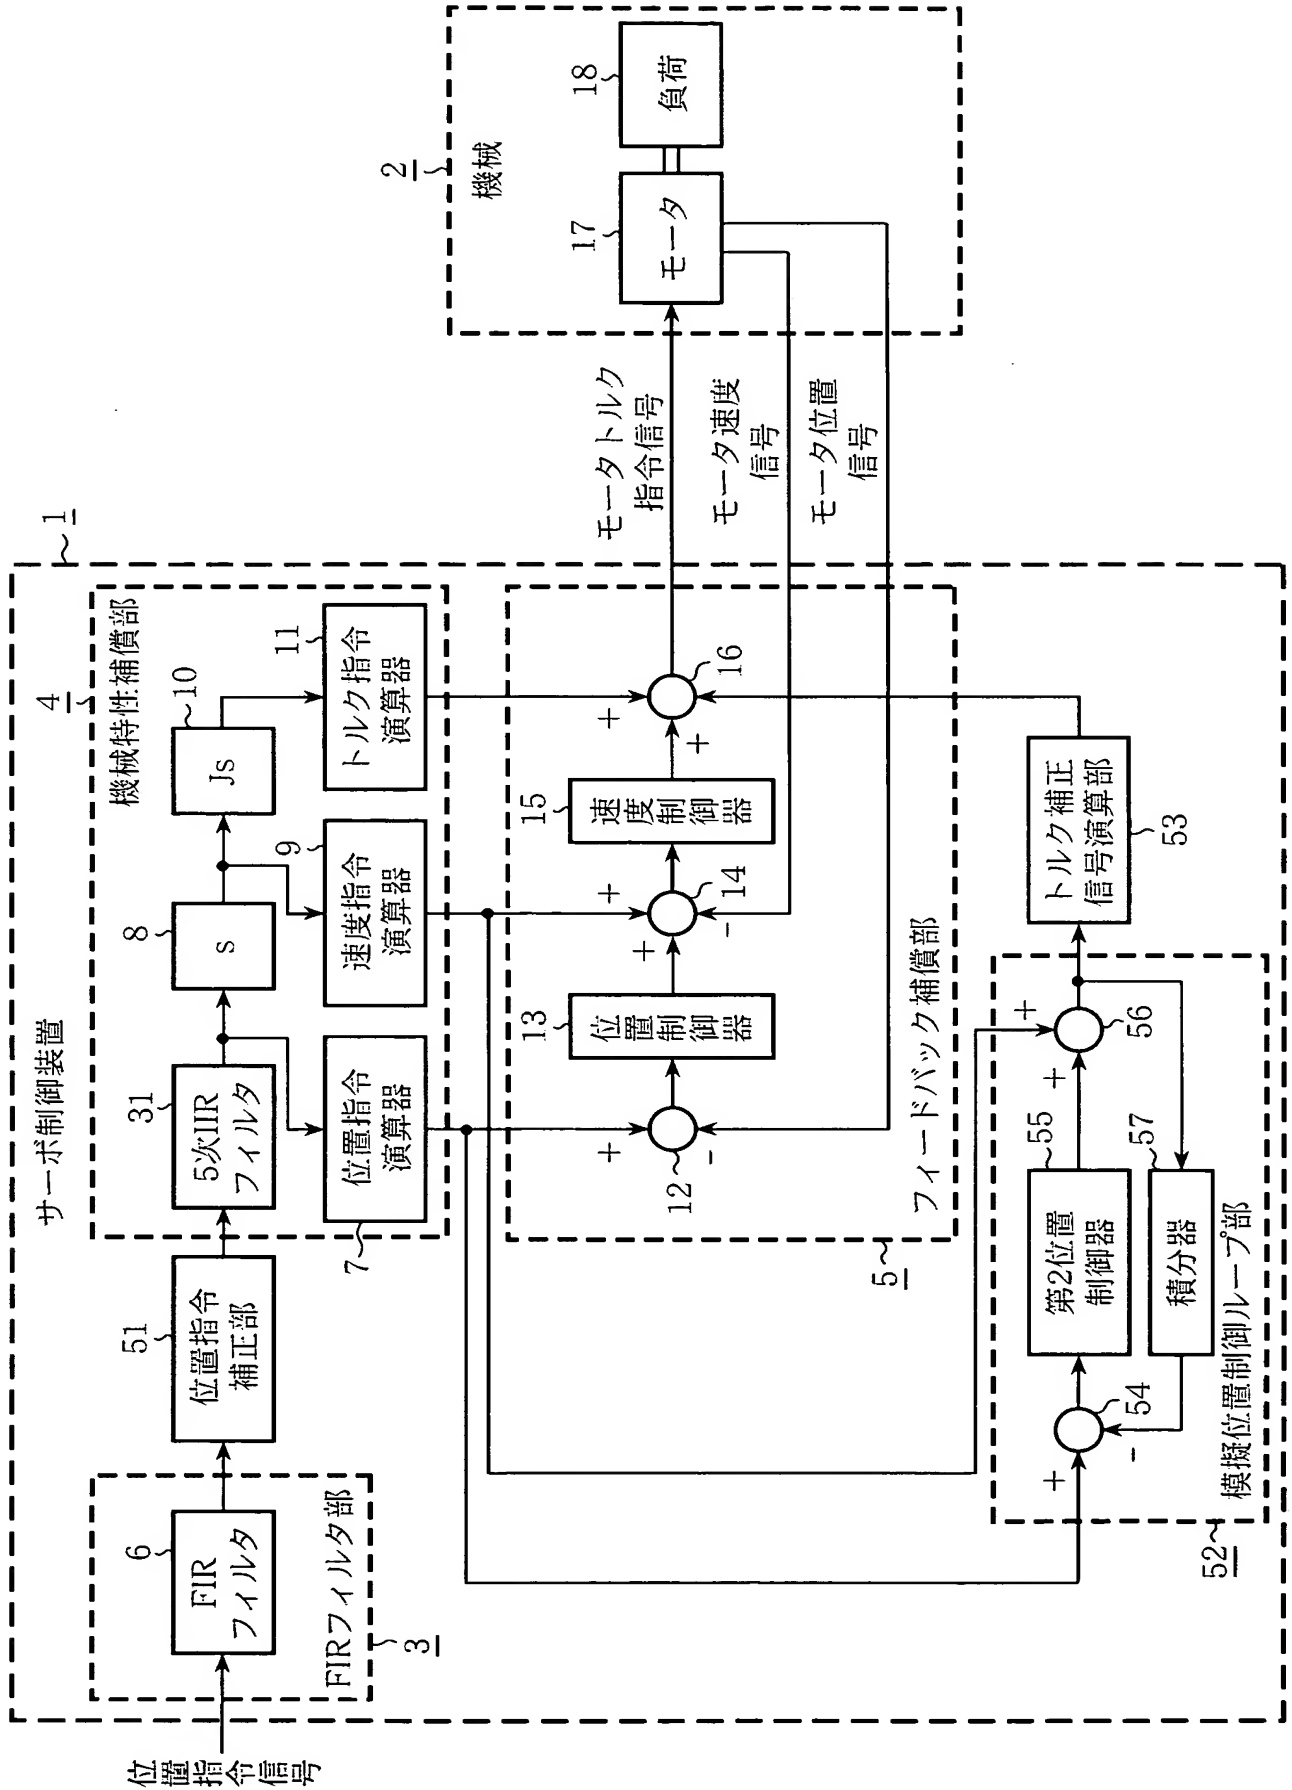 サーボ制御装置
1
位置指令信号
FIRフィルタ部
3
6
FIR
フィルタ
51
位置指令
補正部
機械特性補償部
4
31
5次IIR
フィルタ
8
s
10
Js
7
位置指令
演算器
9
速度指令
演算器
11
トルク指令
演算器
フィードバック補償部
5
+
-
12
13
位置制御器
+
+
-
14
15
速度制御器
+
+
16
モータトルク
指令信号
モータ速度
信号
モータ位置
信号
2
機械
17
モータ
18
負荷
模擬位置制御ループ部
52
+
-
54
55
第2位置
制御器
57
積分器
+
+
56
トルク補正
信号演算部
53